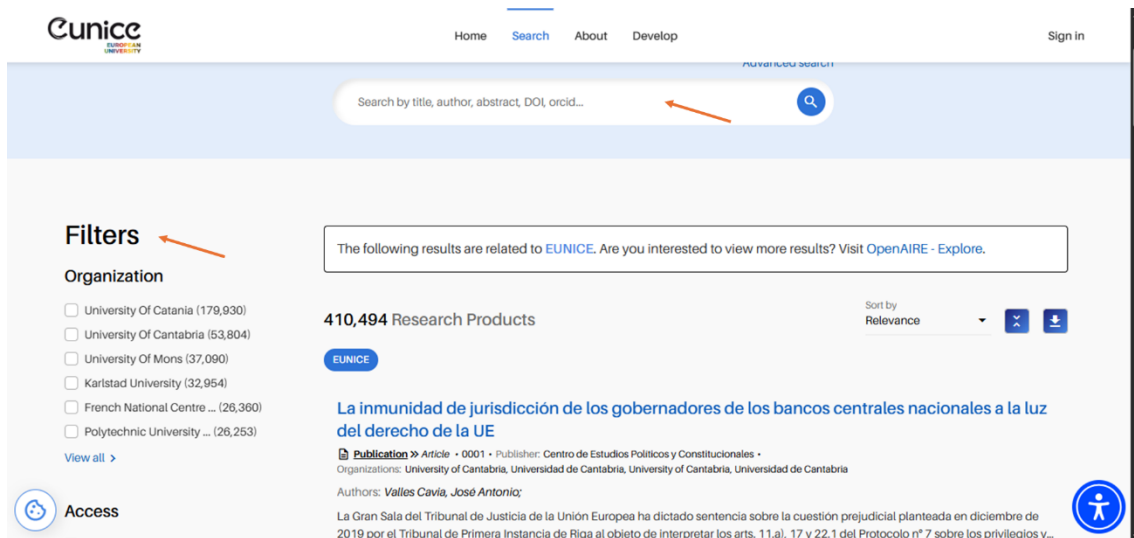 eunice
EUROPEAN
UNIVERSITY
Home Search About Develop
Sign in
Advanced search
Search by title, author, abstract, DOI, orcid...
Filters
Organization
University Of Catania (179,930)
University Of Cantabria (53,804)
University Of Mons (37,090)
Karlstad University (32,954)
French National Centre ... (26,360)
Polytechnic University ... (26,253)
View all >
Access
The following results are related to EUNICE. Are you interested to view more results? Visit OpenAIRE - Explore.
410,494 Research Products
Sort by
Relevance
EUNICE
La inmunidad de jurisdicción de los gobernadores de los bancos centrales nacionales a la luz
del derecho de la UE
Publication » Article • 0001 • Publisher: Centro de Estudios Políticos y Constitucionales •
Organizations: University of Cantabria, Universidad de Cantabria, University of Cantabria, Universidad de Cantabria
Authors: Valles Cavia, José Antonio;
La Gran Sala del Tribunal de Justicia de la Unión Europea ha dictado sentencia sobre la cuestión prejudicial planteada en diciembre de
2019 por el Tribunal de Primera Instancia de Riga al objeto de interpretar los arts. 11.a), 17 y 22.1 del Protocolo nº 7 sobre los privilegios y...